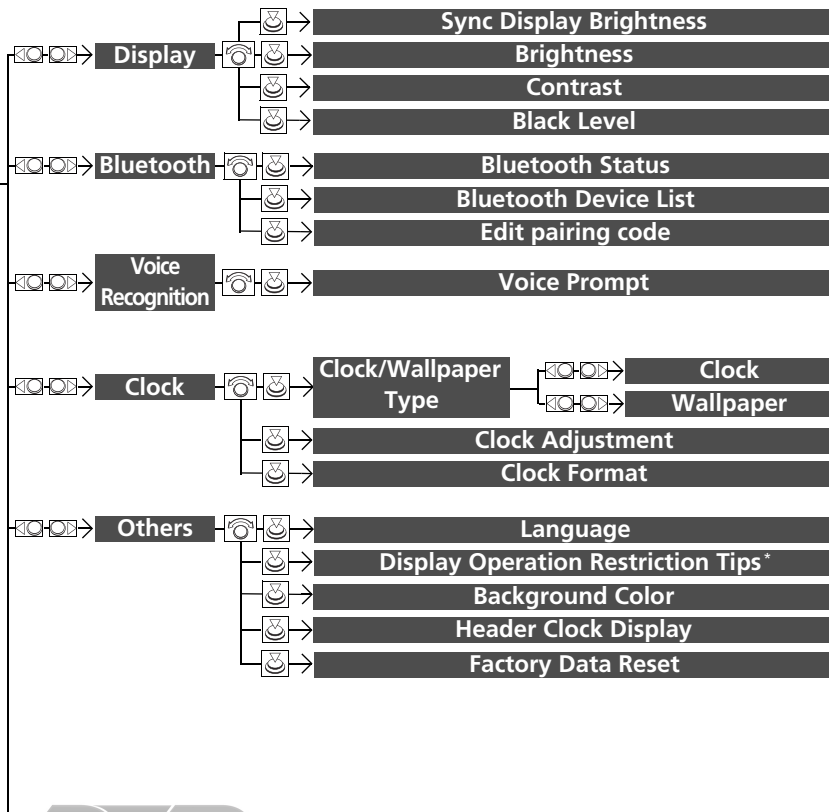 Sync Display Brightness
Display
Brightness
Contrast
Black Level
Bluetooth
Bluetooth Status
Bluetooth Device List
Edit pairing code
Voice
Recognition
Voice Prompt
Clock
Clock/Wallpaper
Type
Clock
Wallpaper
Clock Adjustment
Clock Format
Others
Language
Display Operation Restriction Tips*
Background Color
Header Clock Display
Factory Data Reset